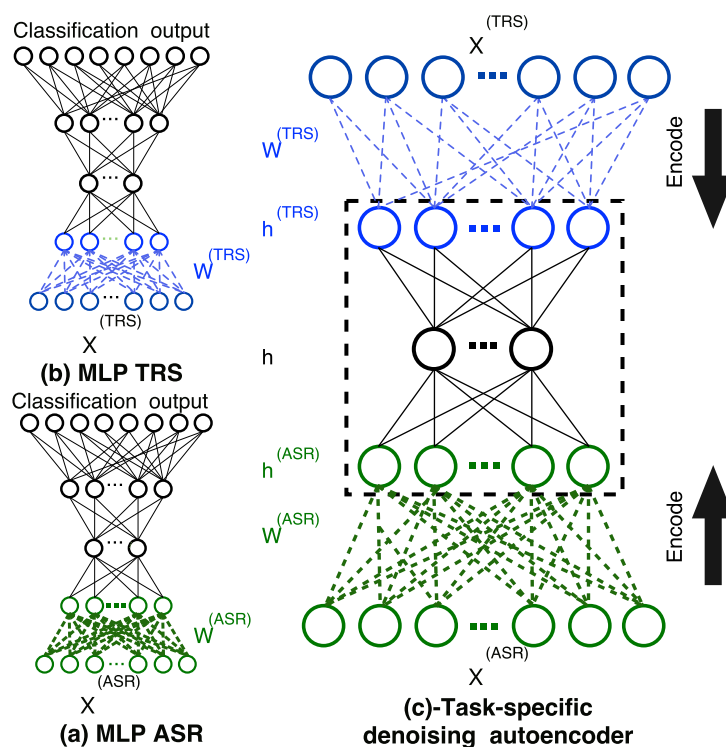 Classification output
W(TRS)
X(TRS)
(b) MLP TRS
Classification output
W(ASR)
X(ASR)
(a) MLP ASR
X(TRS)
W(TRS)
Encode
h(TRS)
h
h(ASR)
W(ASR)
Encode
X(ASR)
(c)-Task-specific
denoising autoencoder